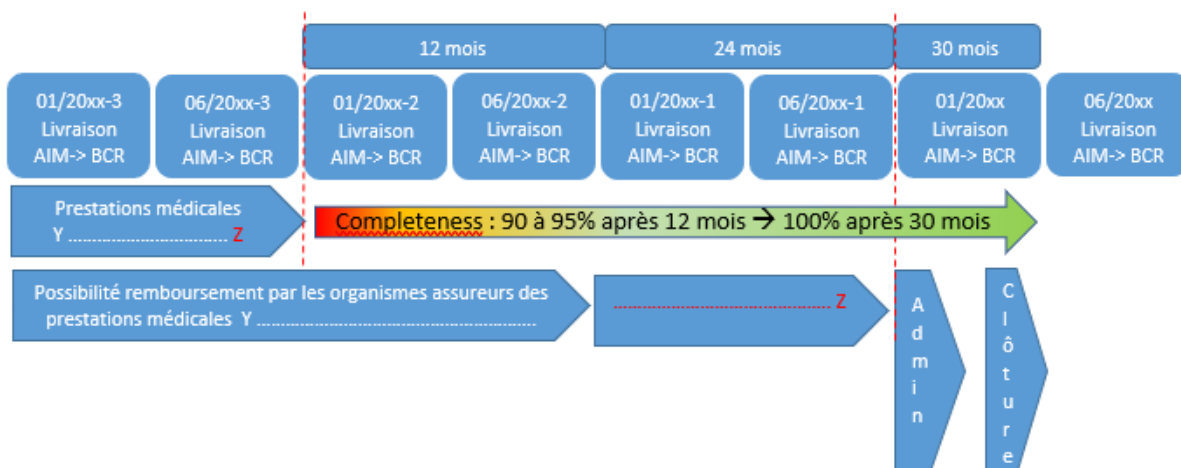 12 mois
24 mois
30 mois
01/20xx-3
Livraison
AIM-> BCR
06/20xx-3
Livraison
AIM-> BCR
01/20xx-2
Livraison
AIM-> BCR
06/20xx-2
Livraison
AIM-> BCR
01/20xx-1
Livraison
AIM-> BCR
06/20xx-1
Livraison
AIM-> BCR
01/20xx
Livraison
AIM-> BCR
06/20xx
Livraison
AIM-> BCR
Prestations médicales
Y ........................................ Z
Completeness : 90 à 95% après 12 mois → 100% après 30 mois
Possibilité remboursement par les organismes assureurs des
prestations médicales Y ......................................................................
...................................................... Z
A
d
m
i
n
C
l
ô
t
u
r
e